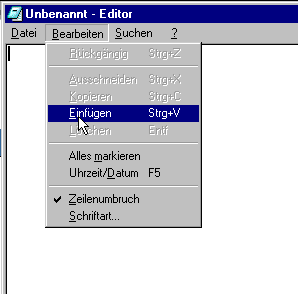 Unbenannt - Editor
Datei Bearbeiten Suchen ?
Rückgängig Strg+Z
Ausschneiden Strg+X
Kopieren Strg+C
Einfügen Strg+V
Löschen Entf
Alles markieren
Uhrzeit/Datum F5
Zeilenumbruch
Schriftart...